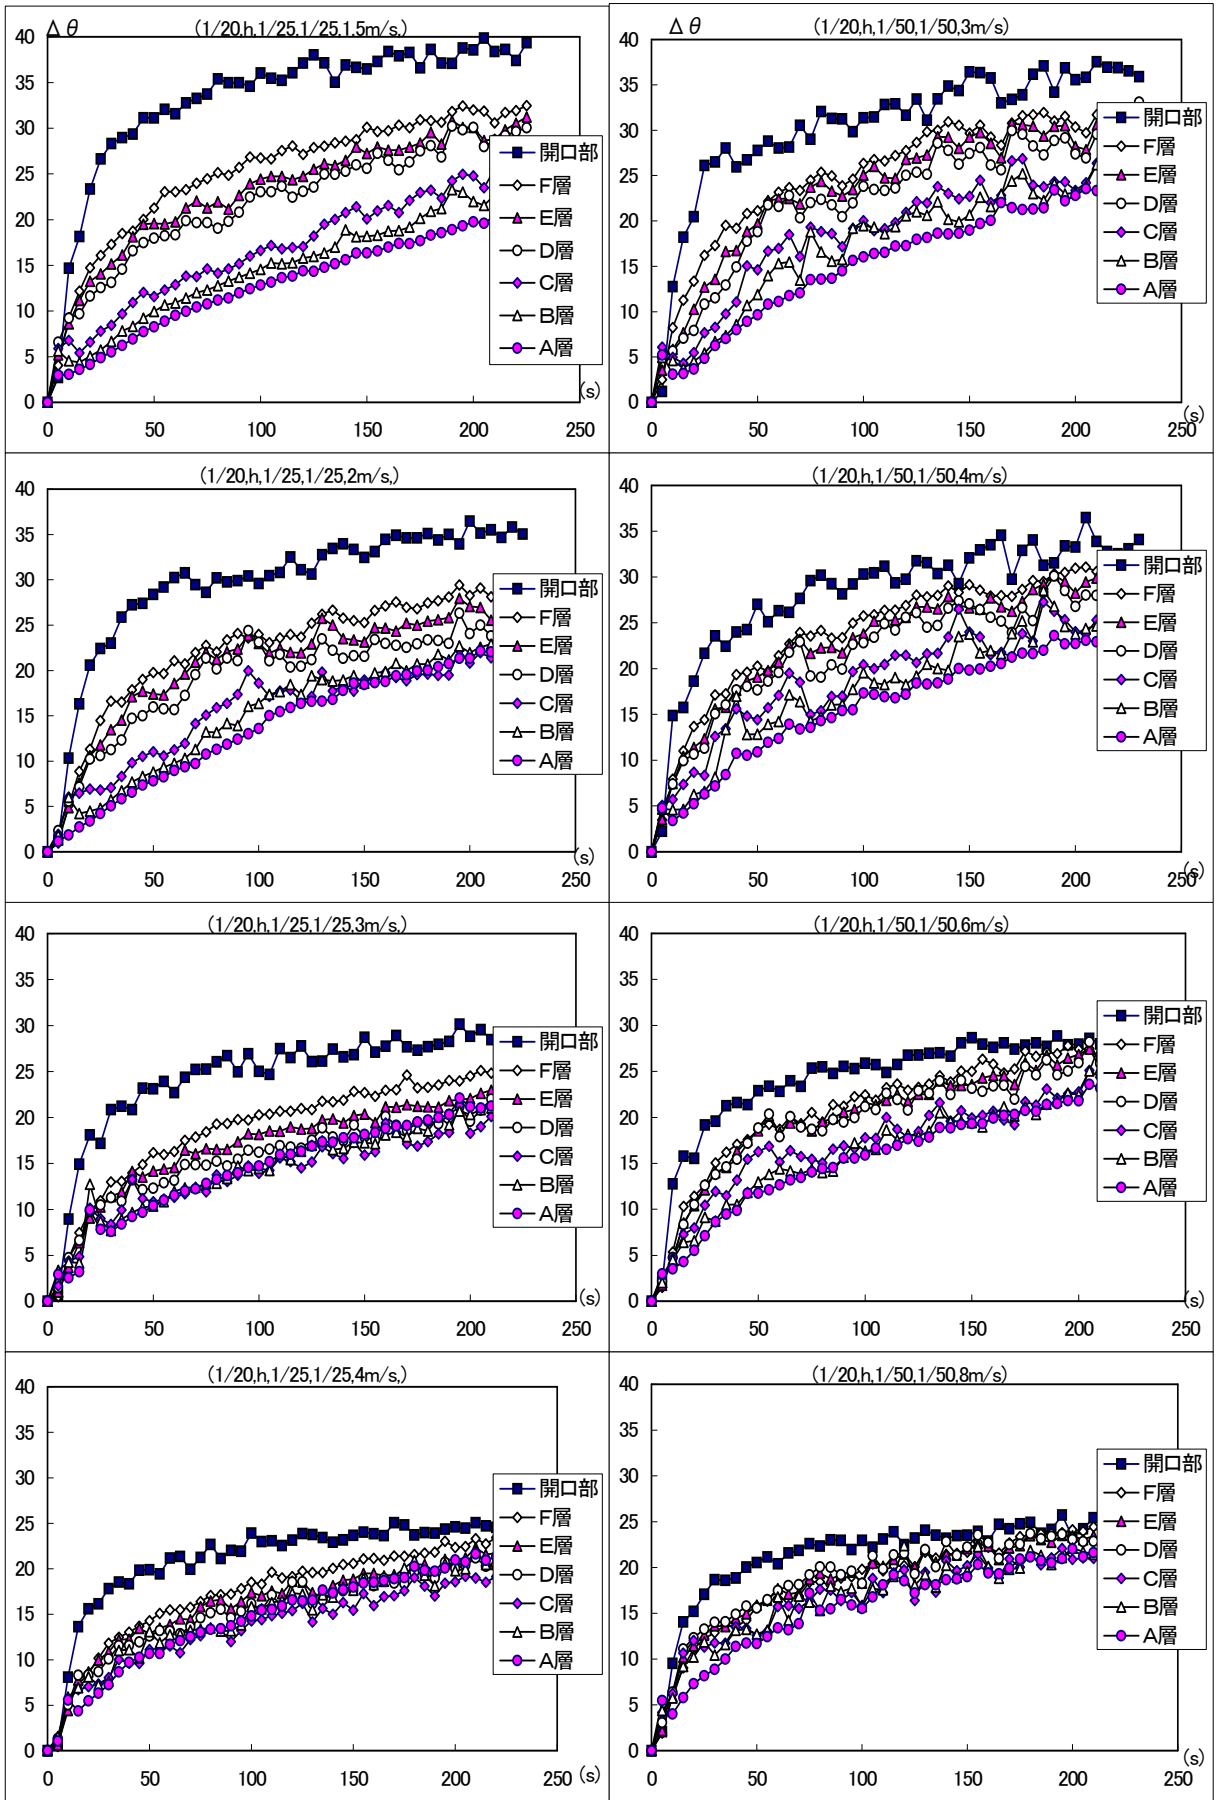 Δθ
(1/20,h,1/25,1/25,1.5m/s,)
40
35
30
25
20
15
10
5
0
0 50 100 150 200 250
(s)
開口部
F層
E層
D層
C層
B層
A層
Δθ
(1/20,h,1/50,1/50,3m/s)
40
35
30
25
20
15
10
5
0
0 50 100 150 200 250
(s)
開口部
F層
E層
D層
C層
B層
A層
(1/20,h,1/25,1/25,2m/s,)
40
35
30
25
20
15
10
5
0
0 50 100 150 200 250
(s)
開口部
F層
E層
D層
C層
B層
A層
(1/20,h,1/50,1/50,4m/s)
40
35
30
25
20
15
10
5
0
0 50 100 150 200 250
(s)
開口部
F層
E層
D層
C層
B層
A層
(1/20,h,1/25,1/25,3m/s,)
40
35
30
25
20
15
10
5
0
0 50 100 150 200 250
(s)
開口部
F層
E層
D層
C層
B層
A層
(1/20,h,1/50,1/50,6m/s)
40
35
30
25
20
15
10
5
0
0 50 100 150 200 250
(s)
開口部
F層
E層
D層
C層
B層
A層
(1/20,h,1/25,1/25,4m/s,)
40
35
30
25
20
15
10
5
0
0 50 100 150 200 250
(s)
開口部
F層
E層
D層
C層
B層
A層
(1/20,h,1/50,1/50,8m/s)
40
35
30
25
20
15
10
5
0
0 50 100 150 200 250
(s)
開口部
F層
E層
D層
C層
B層
A層